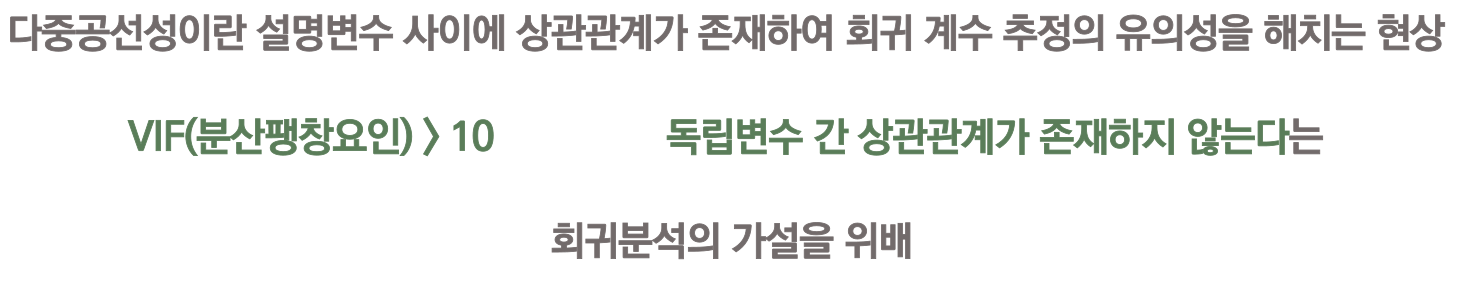 다중공선성이란 설명변수 사이에 상관관계가 존재하여 회귀 계수 추정의 유의성을 해치는 현상
VIF(분산팽창요인) > 10 독립변수 간 상관관계가 존재하지 않는다는
회귀분석의 가설을 위배